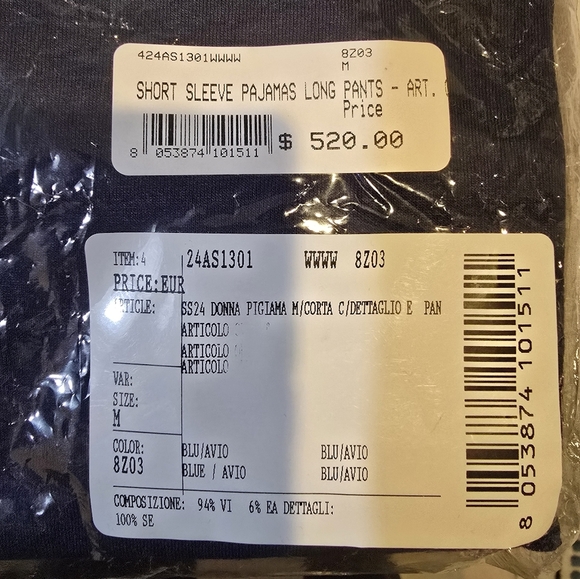 424AS1301WWWW 8Z03
M
SHORT SLEEVE PAJAMAS LONG PANTS - ART.
Price
8 053874 101511 $ 520.00
ITEM:4 24AS1301 WWWW 8Z03
PRICE:EUR
ARTICLE: SS24 DONNA PIGIAMA M/CORTA C/DETTAGLIO E PAN
ARTICOLO
ARTICOLO
ARTICOLO
VAR:
SIZE:
M
COLOR: BLU/AVIO BLU/AVIO
8Z03 BLUE / AVIO BLU/AVIO
COMPOSIZIONE: 94% VI 6% EA DETTAGLI:
100% SE
8 053874 101511